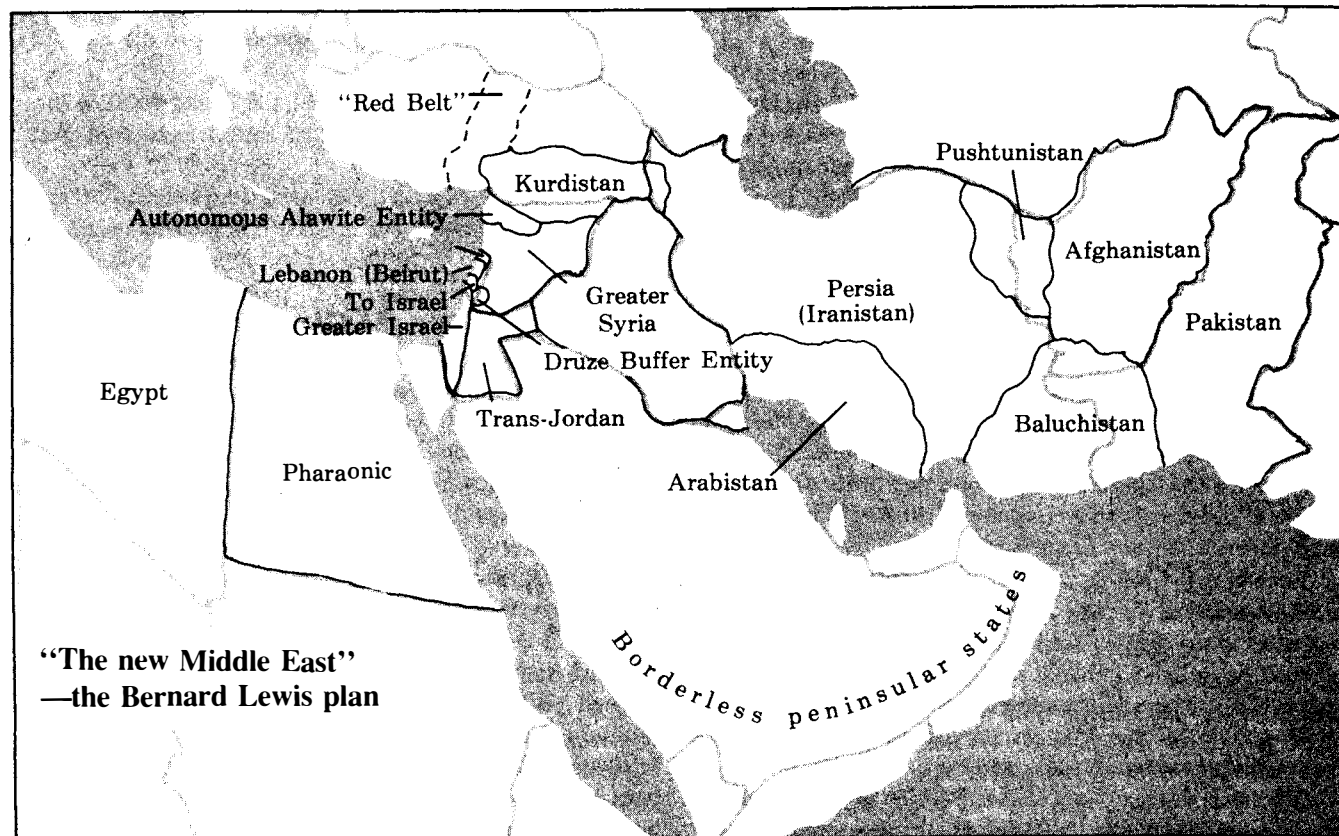 "Red Belt"
Pushtunistan
Kurdistan
Autonomous Alawite Entity
Afghanistan
Lebanon (Beirut)
To Israel
Greater Israel
Greater
Syria
Persia
(Iranistan)
Pakistan
Druze Buffer Entity
Egypt
Trans-Jordan
Baluchistan
Pharaonic
Arabistan
Borderless peninsular states
"The new Middle East"
—the Bernard Lewis plan